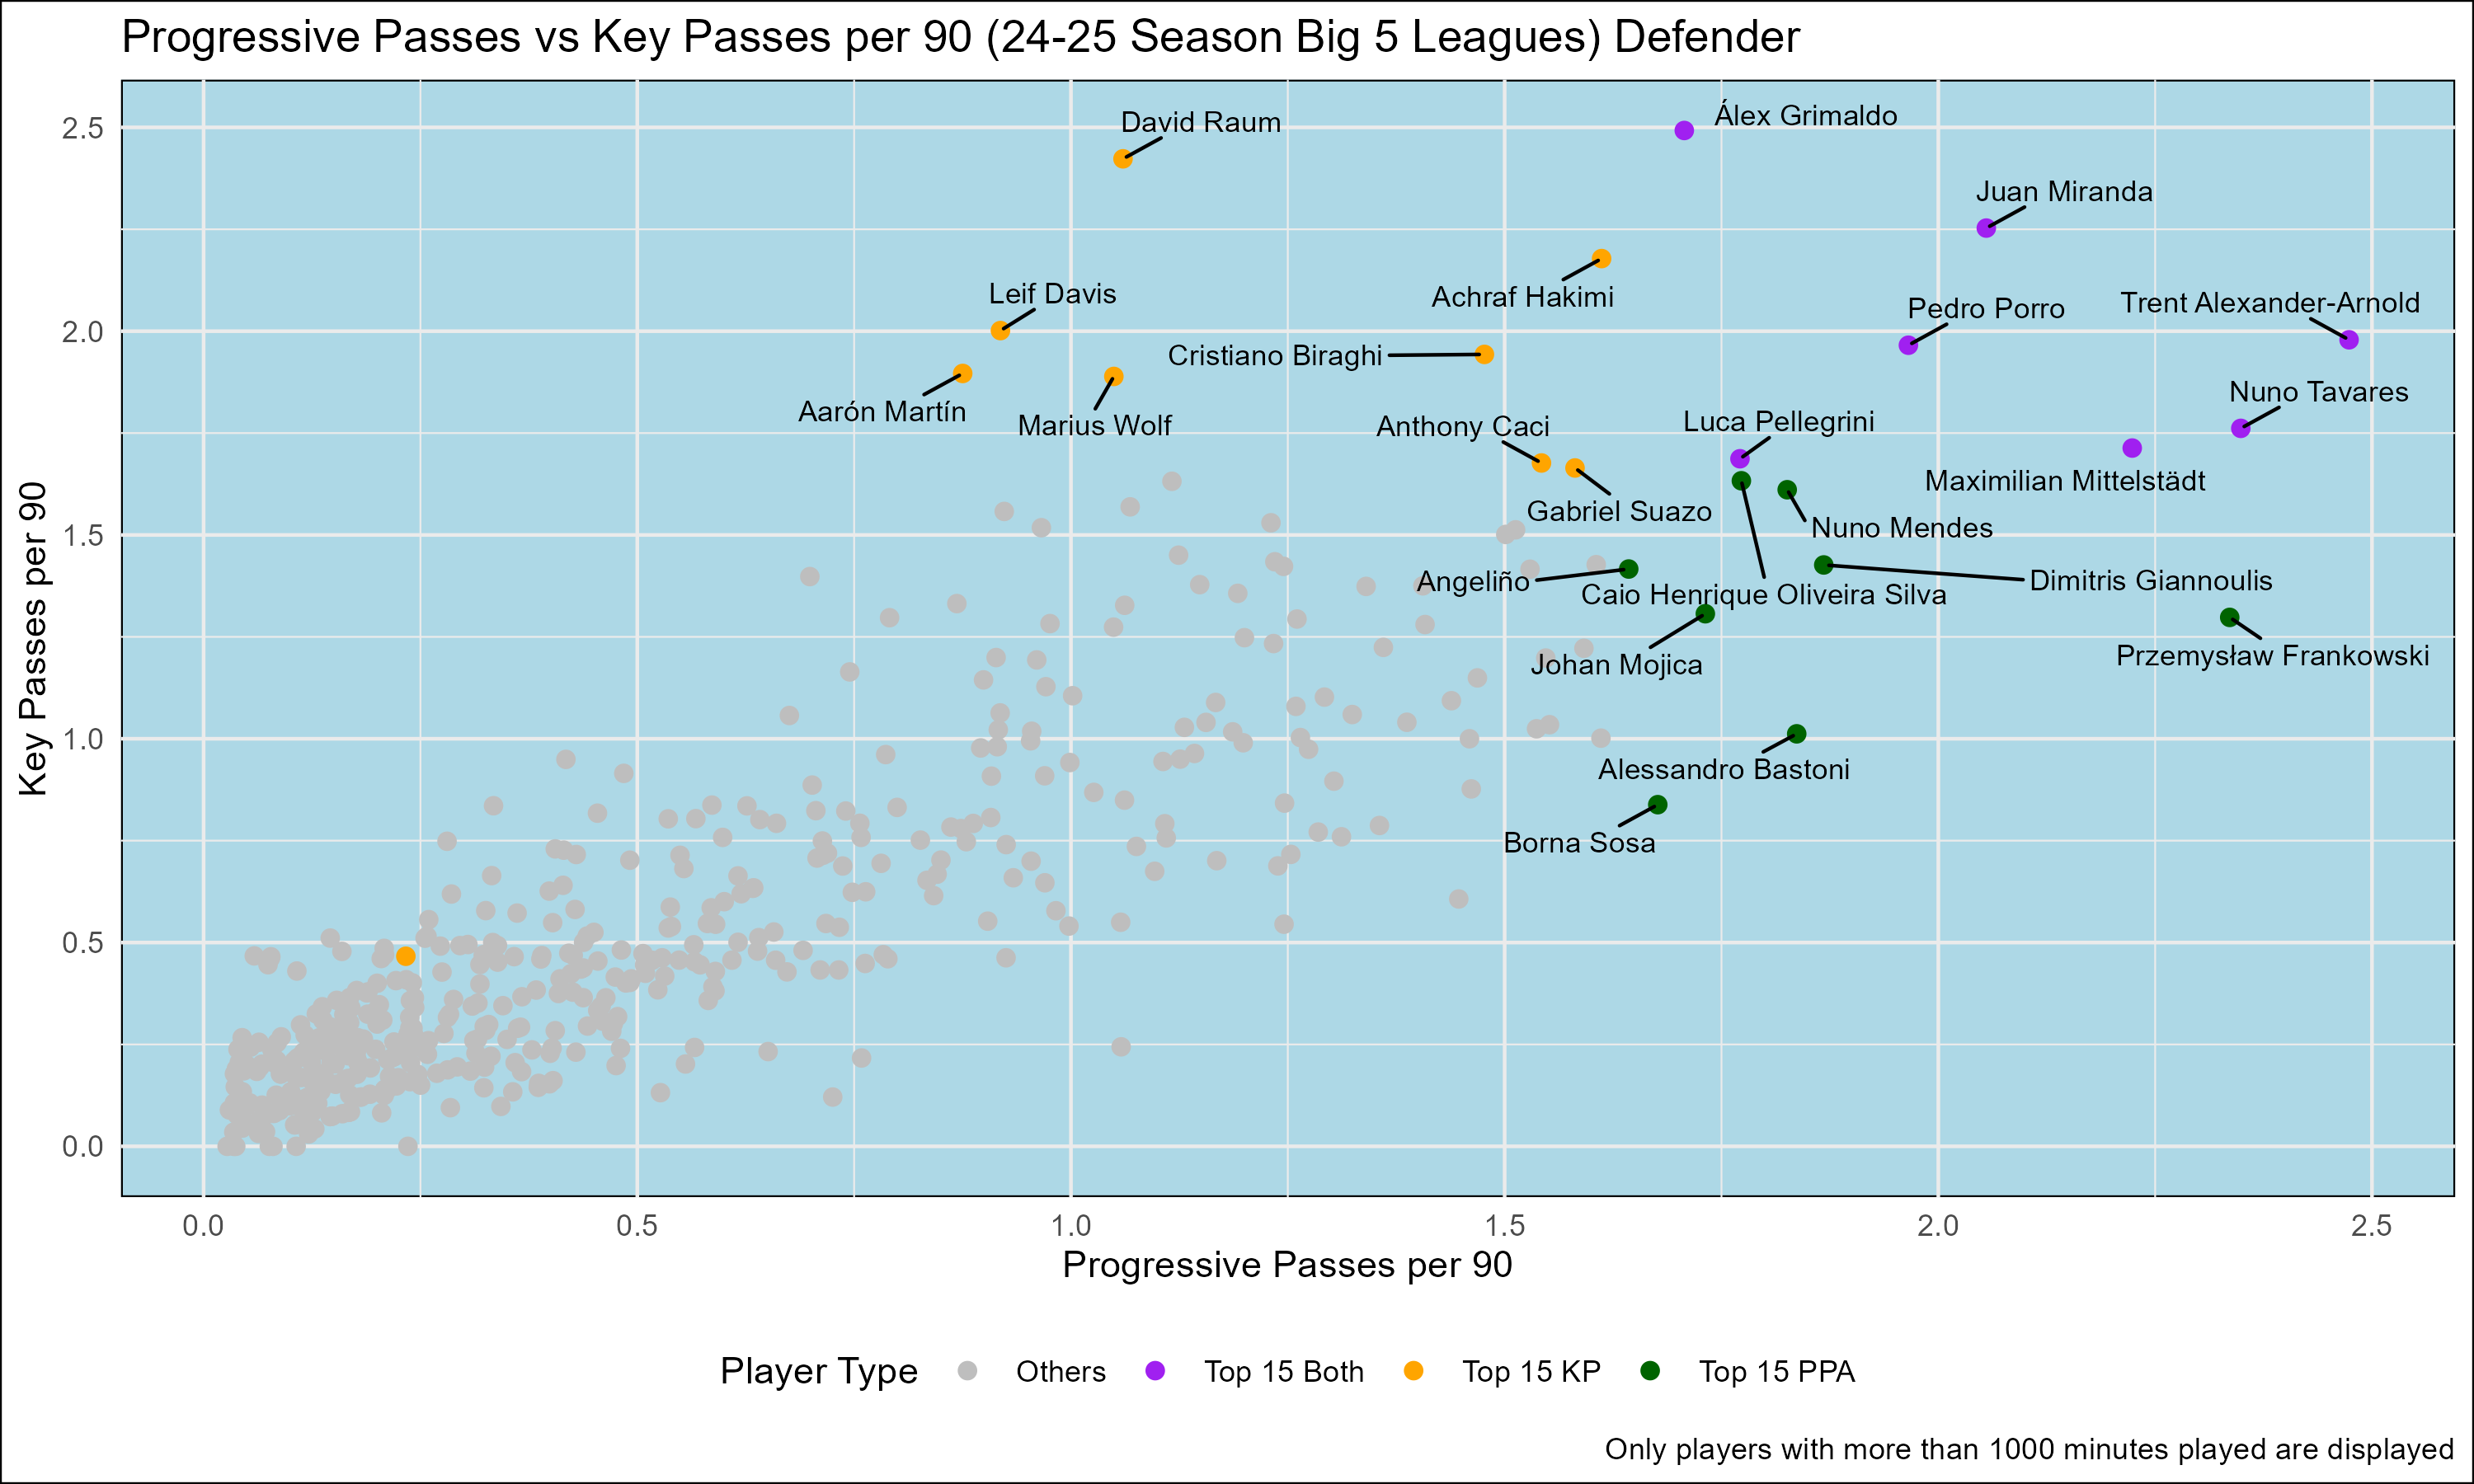 Progressive Passes vs Key Passes per 90 (24-25 Season Big 5 Leagues) Defender
Key Passes per 90
2.5
2.0
1.5
1.0
0.5
0.0
David Raum
Álex Grimaldo
Juan Miranda
Achraf Hakimi
Leif Davis
Pedro Porro
Trent Alexander-Arnold
Cristiano Biraghi
Aarón Martín
Marius Wolf
Nuno Tavares
Anthony Caci
Luca Pellegrini
Maximilian Mittelstädt
Gabriel Suazo
Nuno Mendes
Angeliño
Caio Henrique Oliveira Silva
Dimitris Giannoulis
Johan Mojica
Przemysław Frankowski
Alessandro Bastoni
Borna Sosa
0.0
0.5
1.0
1.5
2.0
2.5
Progressive Passes per 90
Player Type
Others
Top 15 Both
Top 15 KP
Top 15 PPA
Only players with more than 1000 minutes played are displayed